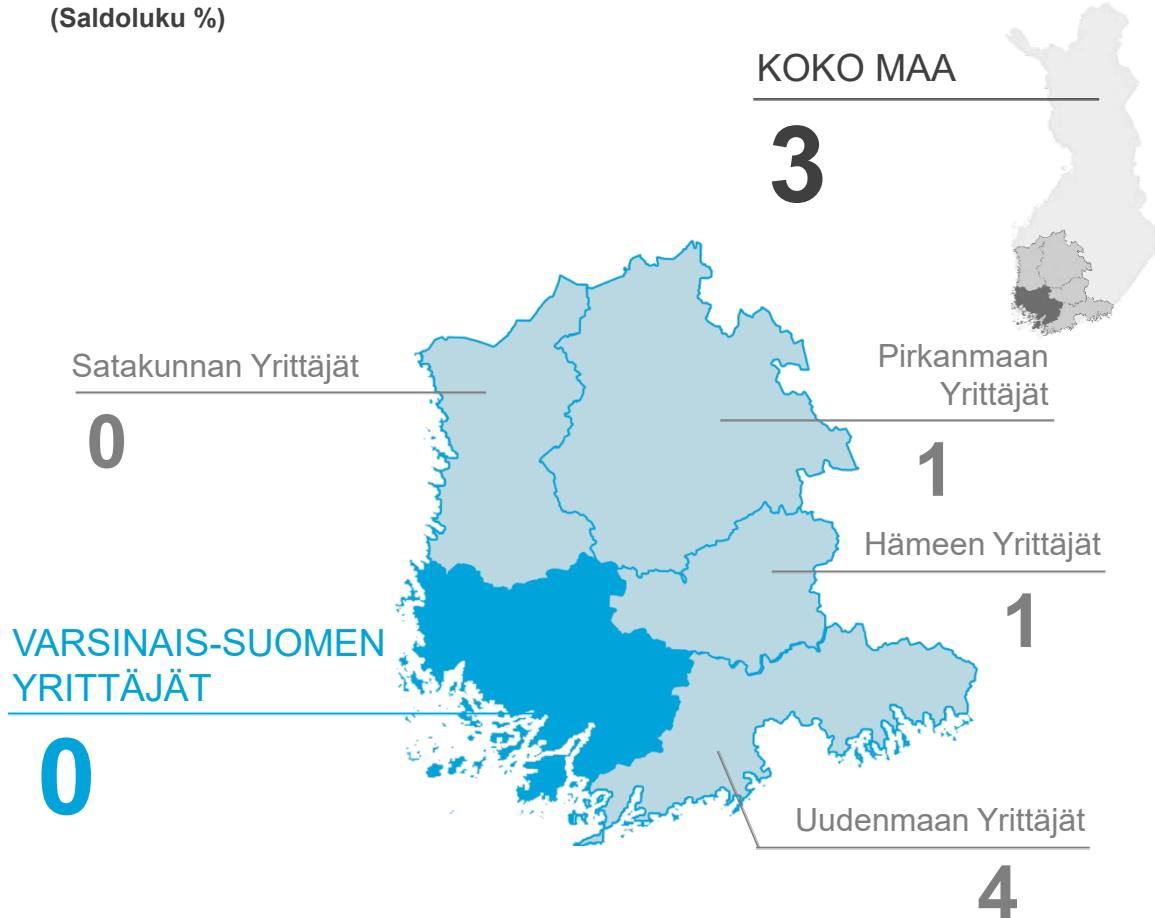 (Saldoluku %)
KOKO MAA
3
Satakunnan Yrittäjät
0
Pirkanmaan
Yrittäjät
1
Hämeen Yrittäjät
1
VARSINAIS-SUOMEN
YRITTÄJÄT
0
Uudenmaan Yrittäjät
4